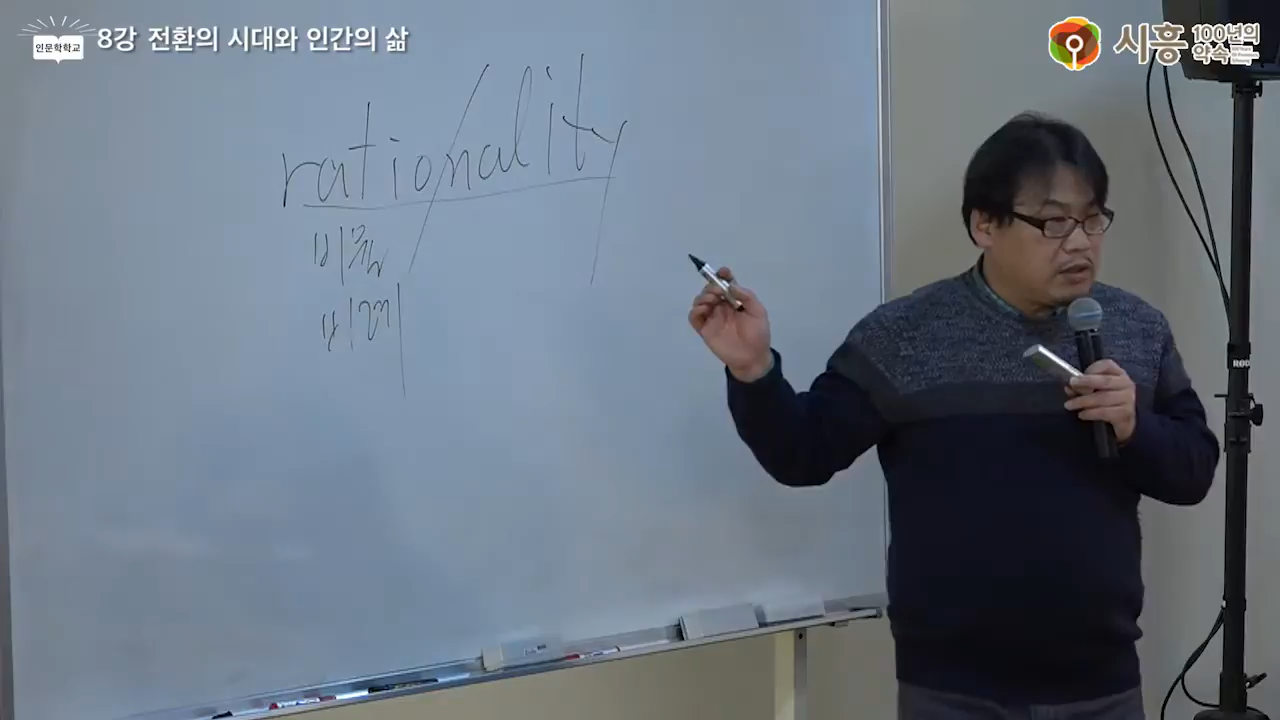 인문학학교
8강 전환의 시대와 인간의 삶
시흥 100년의 약속
rationality
비율
비례